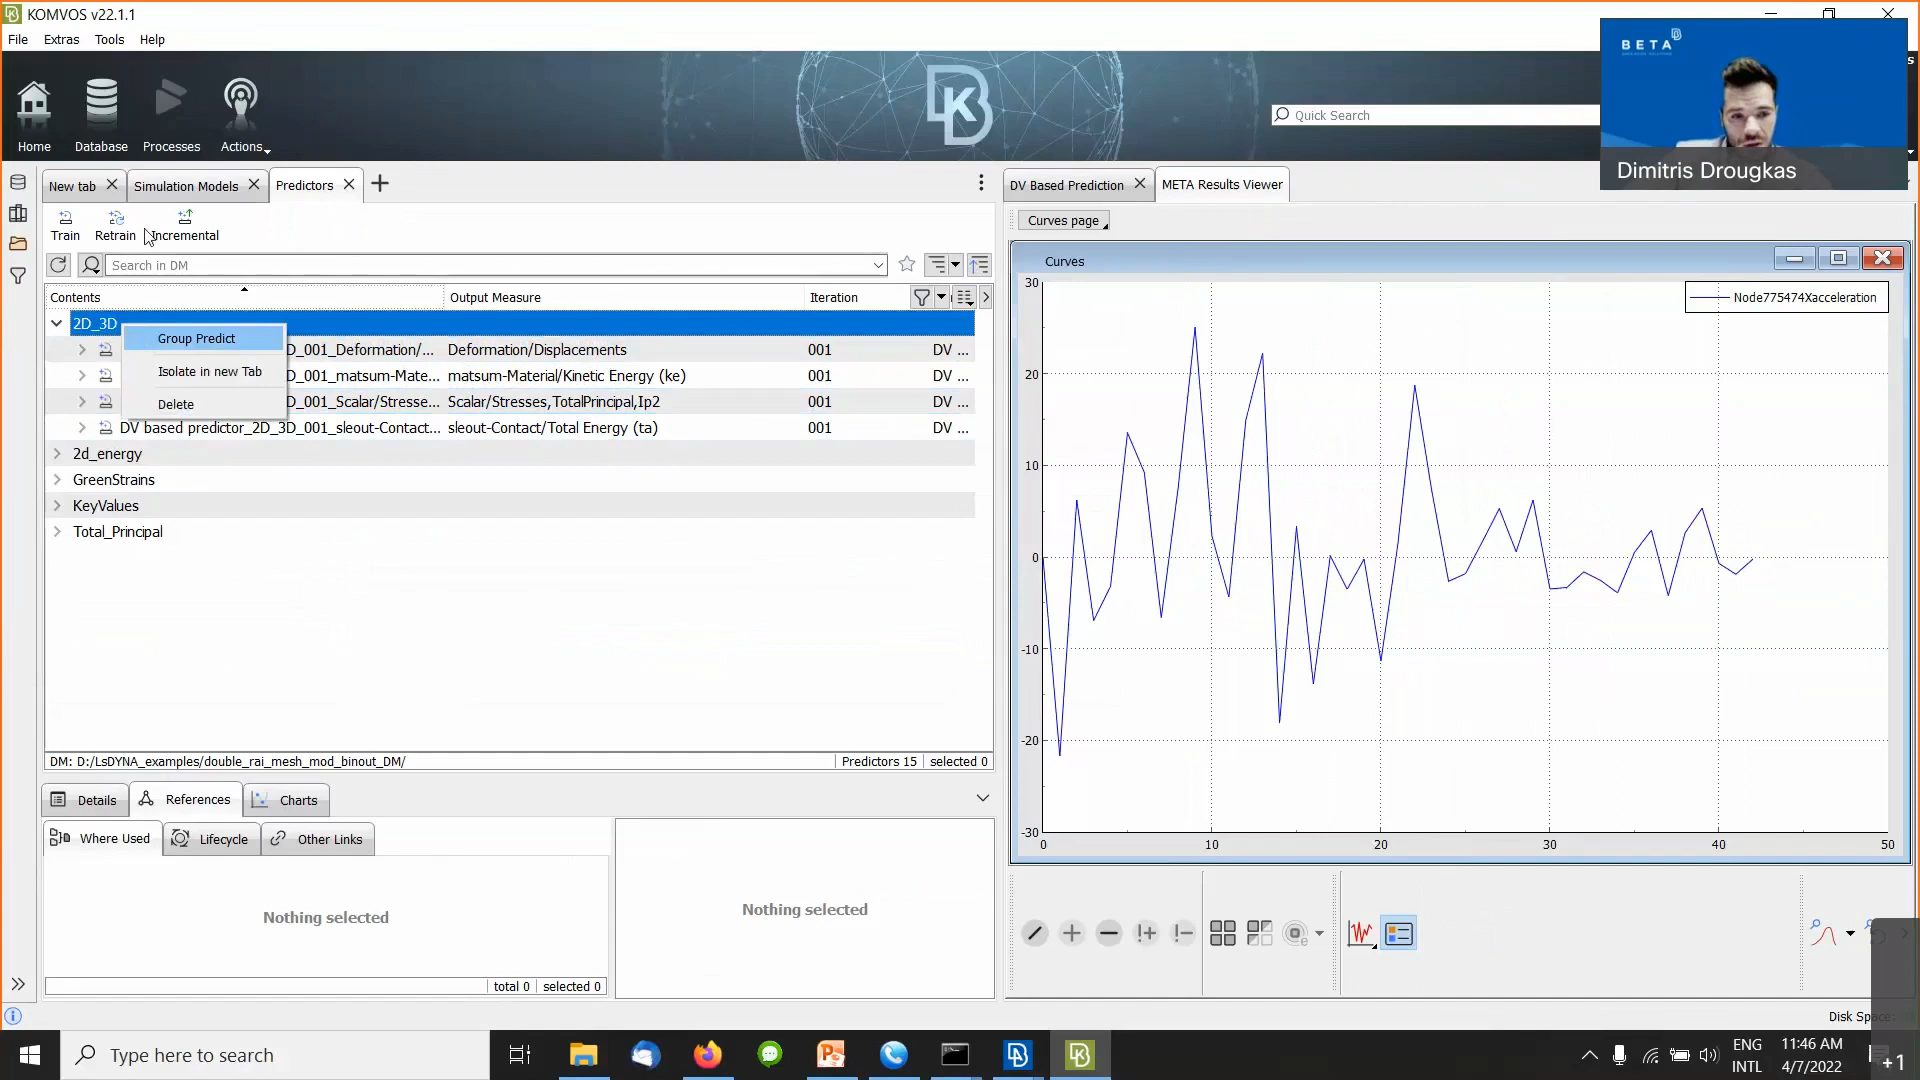 KOMVOS v22.1.1
File Extras Tools Help
BETA
Home Database Processes Actions
Quick Search
Dimitris Drougkas
New tab Simulation Models Predictors
DV Based Prediction META Results Viewer
Train Retrain Incremental
Curves page
Search in DM
Curves
Contents Output Measure Iteration
2D_3D
Group Predict
Isolate in new Tab
Delete
D_001_Deformation/... Deformation/Displacements 001 DV ...
D_001_matsum-Mate... matsum-Material/Kinetic Energy (ke) 001 DV ...
D_001_Scalar/Stresse... Scalar/Stresses,TotalPrincipal,Ip2 001 DV ...
DV based predictor_2D_3D_001_sleout-Contact... sleout-Contact/Total Energy (ta) 001 DV ...
2d_energy
GreenStrains
KeyValues
Total_Principal
Node775474Xacceleration
30
20
10
0
-10
-20
-30
0 10 20 30 40 50
DM: D:/LsDYNA_examples/double_rai_mesh_mod_binout_DM/ Predictors 15 selected 0
Details References Charts
Where Used Lifecycle Other Links
Nothing selected
Nothing selected
total 0 selected 0
Type here to search
ENG
INTL
11:46 AM
4/7/2022
+1